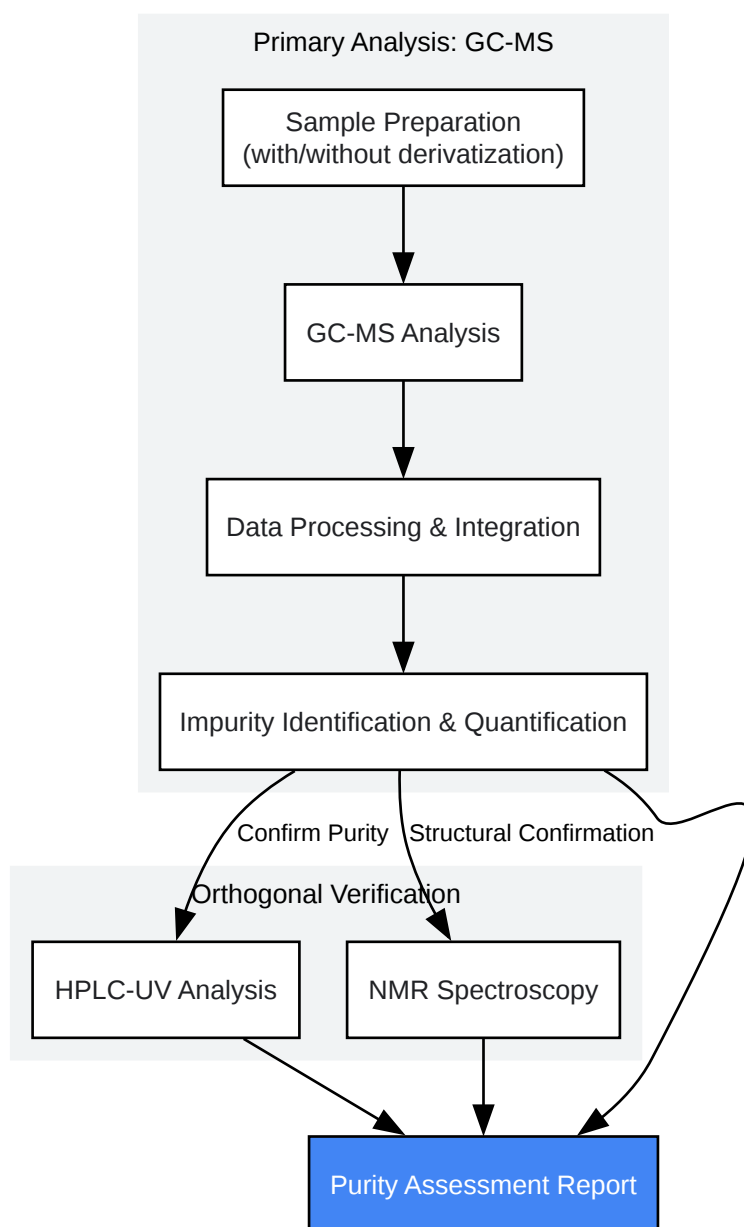 Primary Analysis: GC-MS
Sample Preparation
(with/without derivatization)
GC-MS Analysis
Data Processing & Integration
Impurity Identification & Quantification
Confirm Purity
Structural Confirmation
Orthogonal Verification
HPLC-UV Analysis
NMR Spectroscopy
Purity Assessment Report